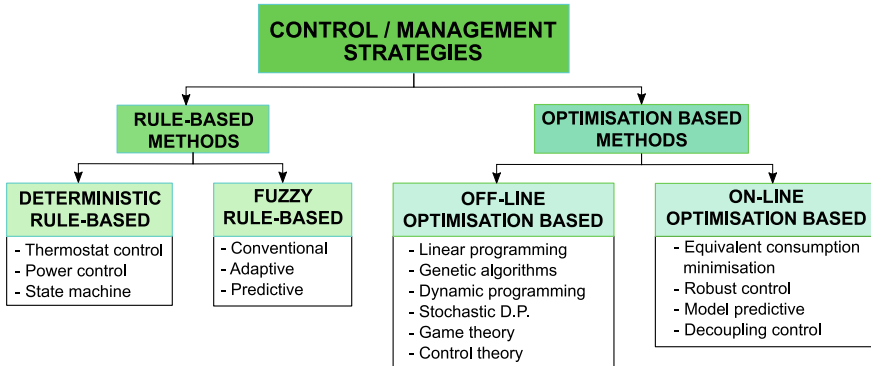 CONTROL / MANAGEMENT
STRATEGIES
RULE-BASED
METHODS
OPTIMISATION BASED
METHODS
DETERMINISTIC
RULE-BASED
- Thermostat control
- Power control
- State machine
FUZZY
RULE-BASED
- Conventional
- Adaptive
- Predictive
OFF-LINE
OPTIMISATION BASED
- Linear programming
- Genetic algorithms
- Dynamic programming
- Stochastic D.P.
- Game theory
- Control theory
ON-LINE
OPTIMISATION BASED
- Equivalent consumption
minimisation
- Robust control
- Model predictive
- Decoupling control